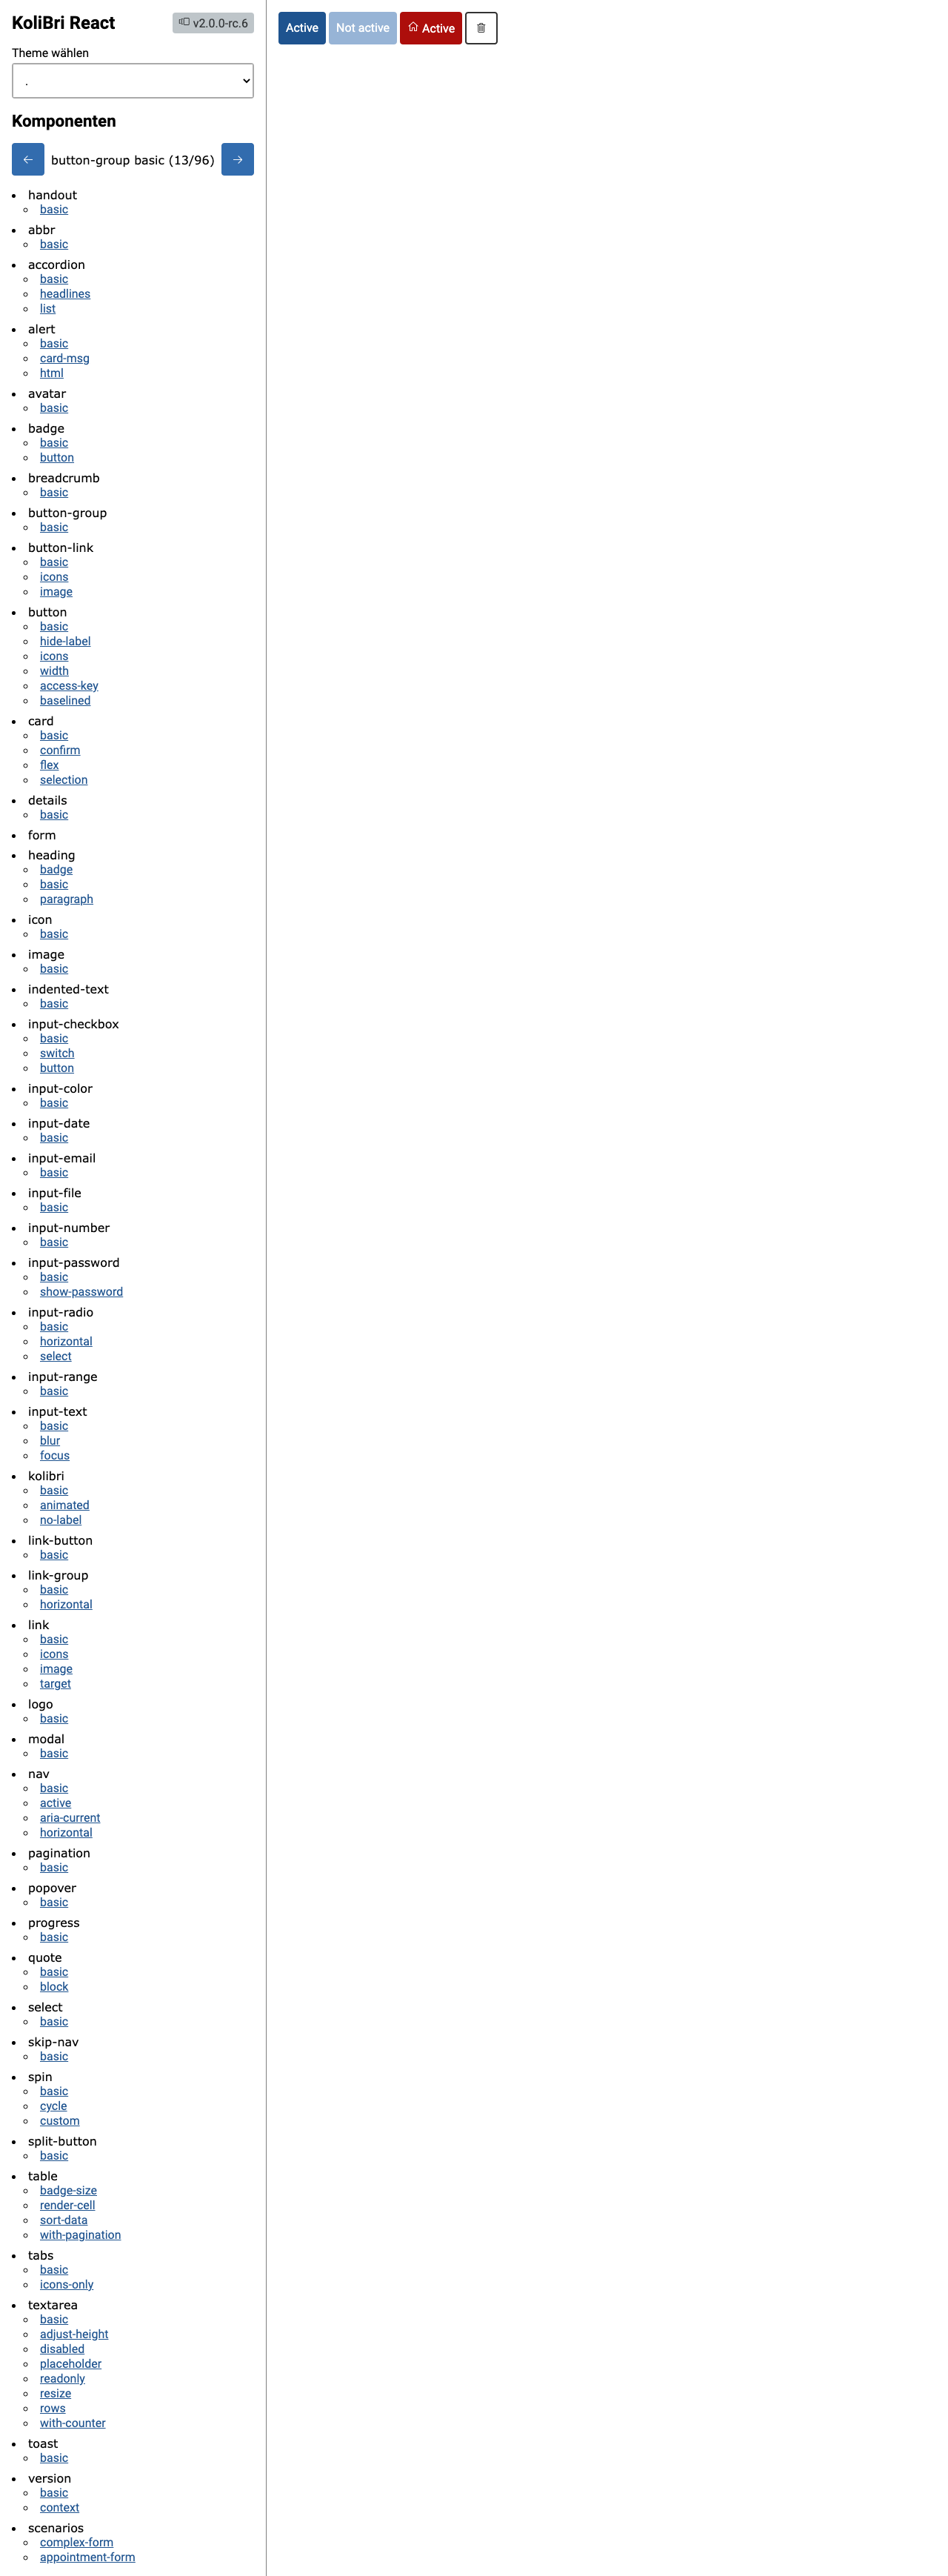 KoliBri React
v2.0.0-rc.6
Theme wählen
.
Komponenten
button-group basic (13/96)
handout
basic
abbr
basic
accordion
basic
headlines
list
alert
basic
card-msg
html
avatar
basic
badge
basic
button
breadcrumb
basic
button-group
basic
button-link
basic
icons
image
button
basic
hide-label
icons
width
access-key
baselined
card
basic
confirm
flex
selection
details
basic
form
heading
badge
basic
paragraph
icon
basic
image
basic
indented-text
basic
input-checkbox
basic
switch
button
input-color
basic
input-date
basic
input-email
basic
input-file
basic
input-number
basic
input-password
basic
show-password
input-radio
basic
horizontal
select
input-range
basic
input-text
basic
blur
focus
kolibri
basic
animated
no-label
link-button
basic
link-group
basic
horizontal
link
basic
icons
image
target
logo
basic
modal
basic
nav
basic
active
aria-current
horizontal
pagination
basic
popover
basic
progress
basic
quote
basic
block
select
basic
skip-nav
basic
spin
basic
cycle
custom
split-button
basic
table
badge-size
render-cell
sort-data
with-pagination
tabs
basic
icons-only
textarea
basic
adjust-height
disabled
placeholder
readonly
resize
rows
with-counter
toast
basic
version
basic
context
scenarios
complex-form
appointment-form
Active
Not active
Active